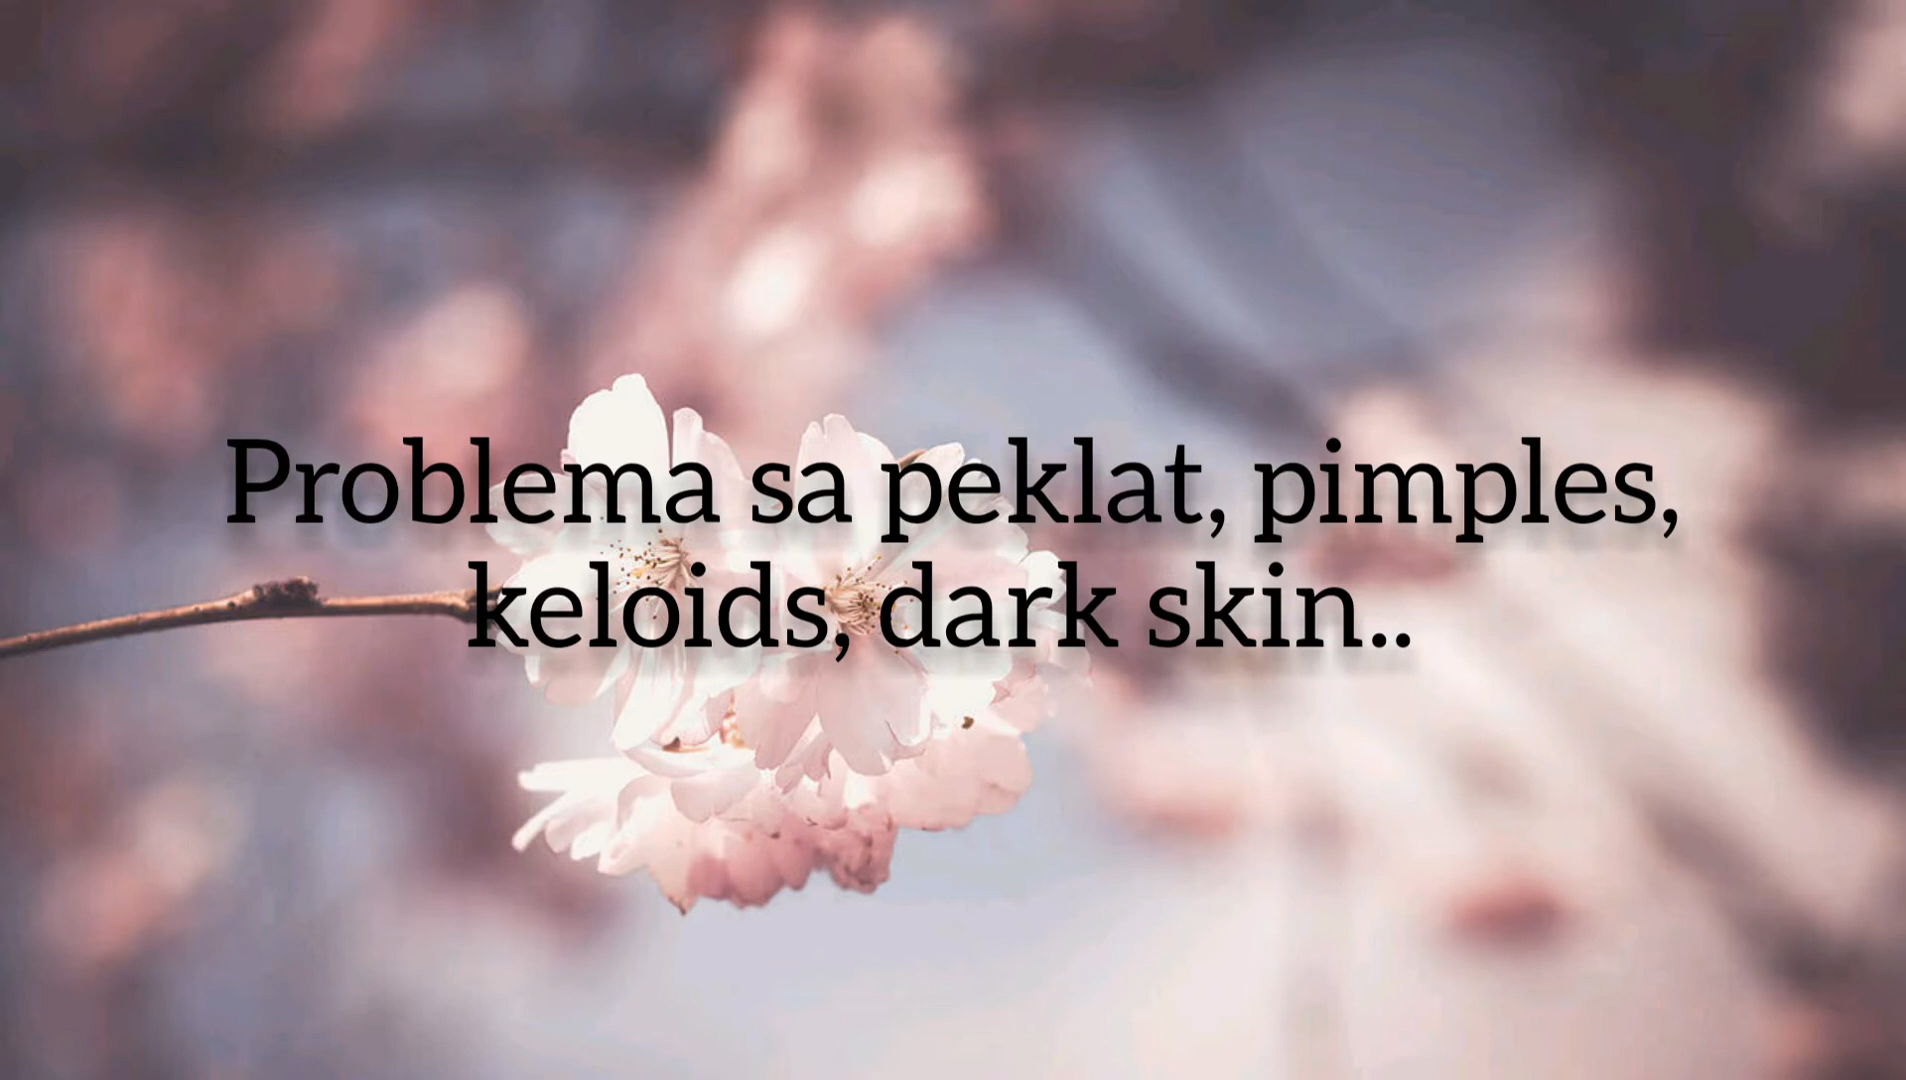 Problema sa peklat, pimples,
keloids, dark skin..